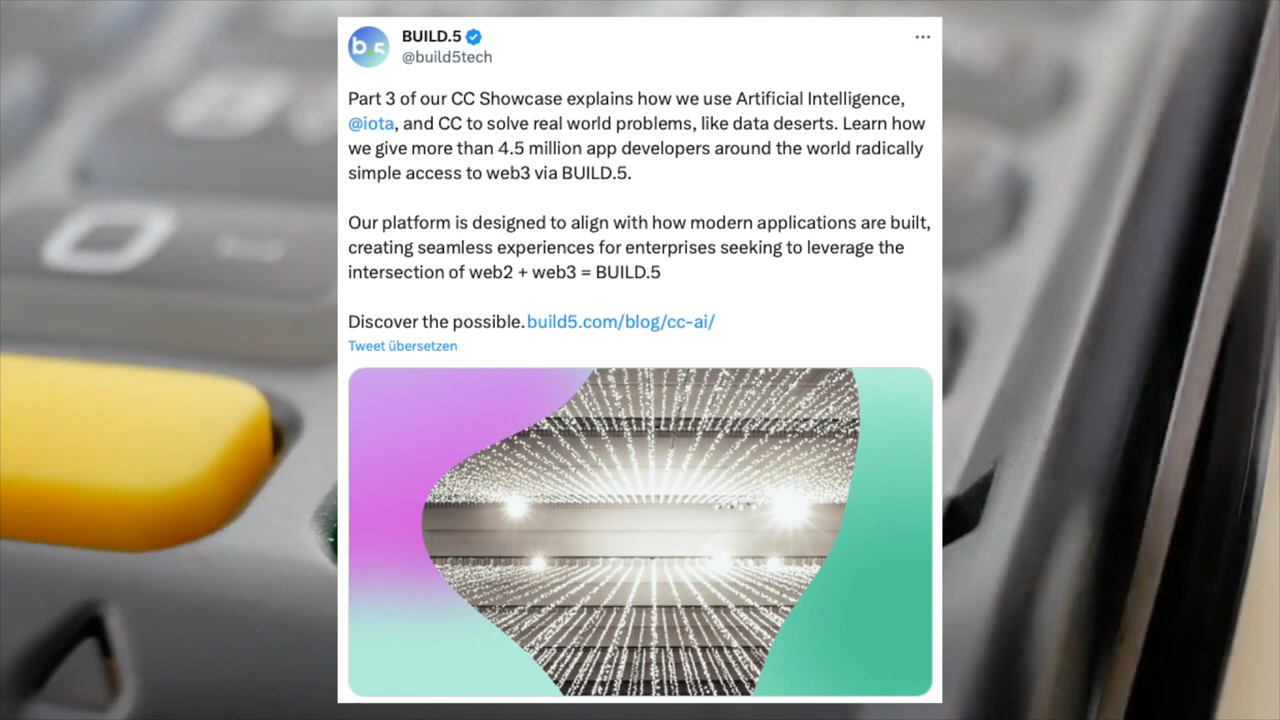 b.5
BUILD.5
@build5tech
Part 3 of our CC Showcase explains how we use Artificial Intelligence,
@iota, and CC to solve real world problems, like data deserts. Learn how
we give more than 4.5 million app developers around the world radically
simple access to web3 via BUILD.5.
Our platform is designed to align with how modern applications are built,
creating seamless experiences for enterprises seeking to leverage the
intersection of web2 + web3 = BUILD.5
Discover the possible.build5.com/blog/cc-ai/
Tweet übersetzen